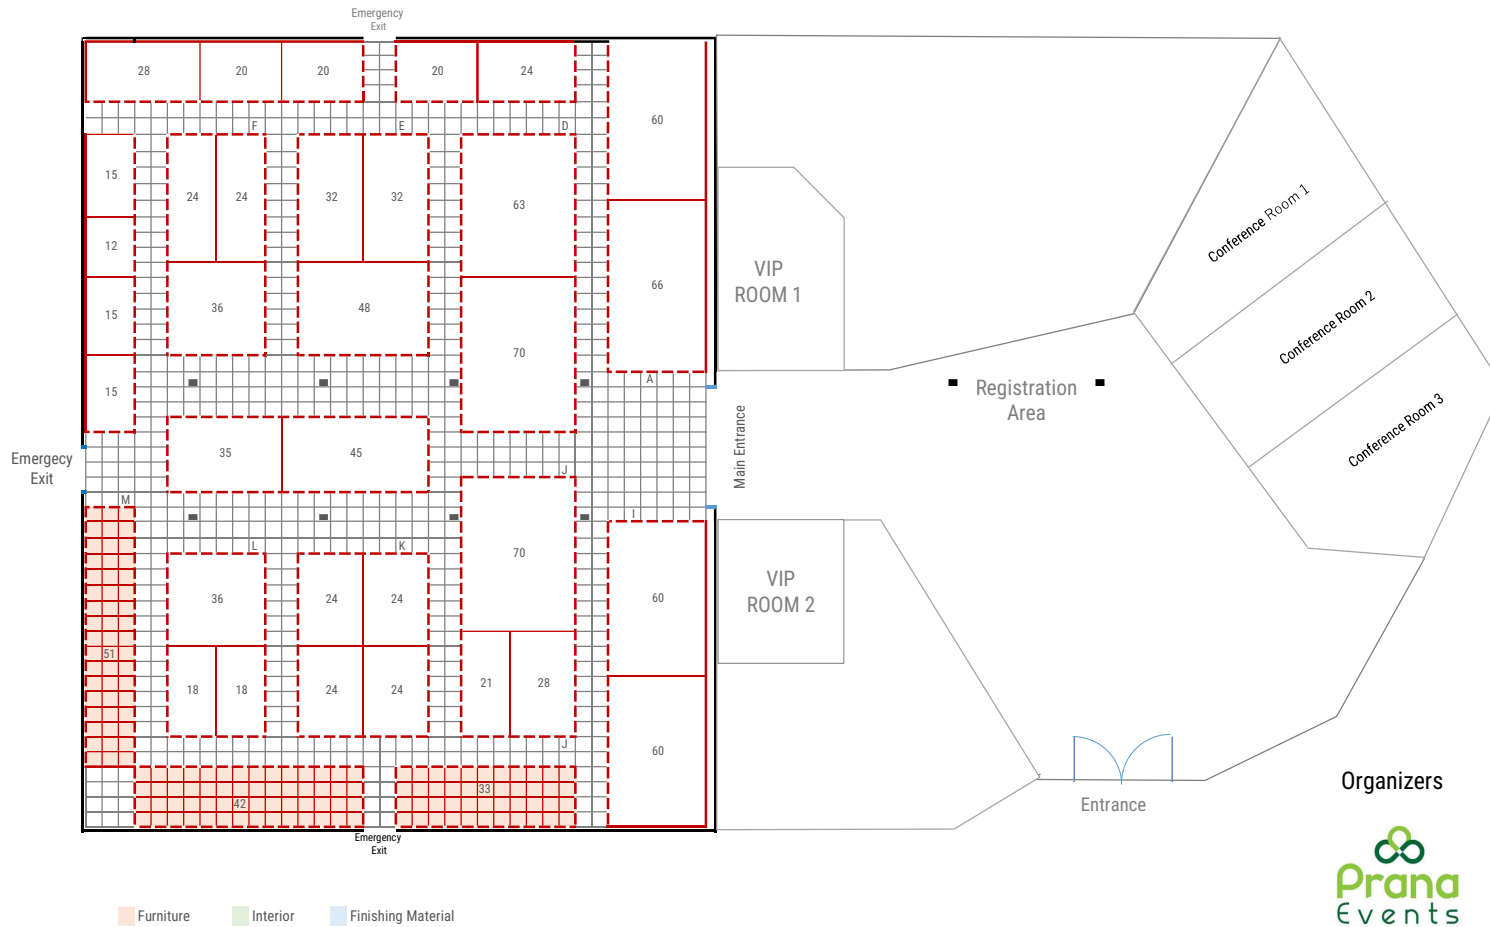 Emergency
Exit
28
20
20
20
24
60
F
E
D
15
24
24
32
32
63
12
66
15
36
48
70
15
A
35
45
J
M
I
L
K
70
36
24
24
60
51
18
18
24
24
21
28
J
60
42
33
Emergency
Exit
Emergecy
Exit
Main Entrance
VIP
ROOM 1
VIP
ROOM 2
Registration
Area
Conference Room 1
Conference Room 2
Conference Room 3
Entrance
Organizers
Prana
Events
Furniture
Interior
Finishing Material